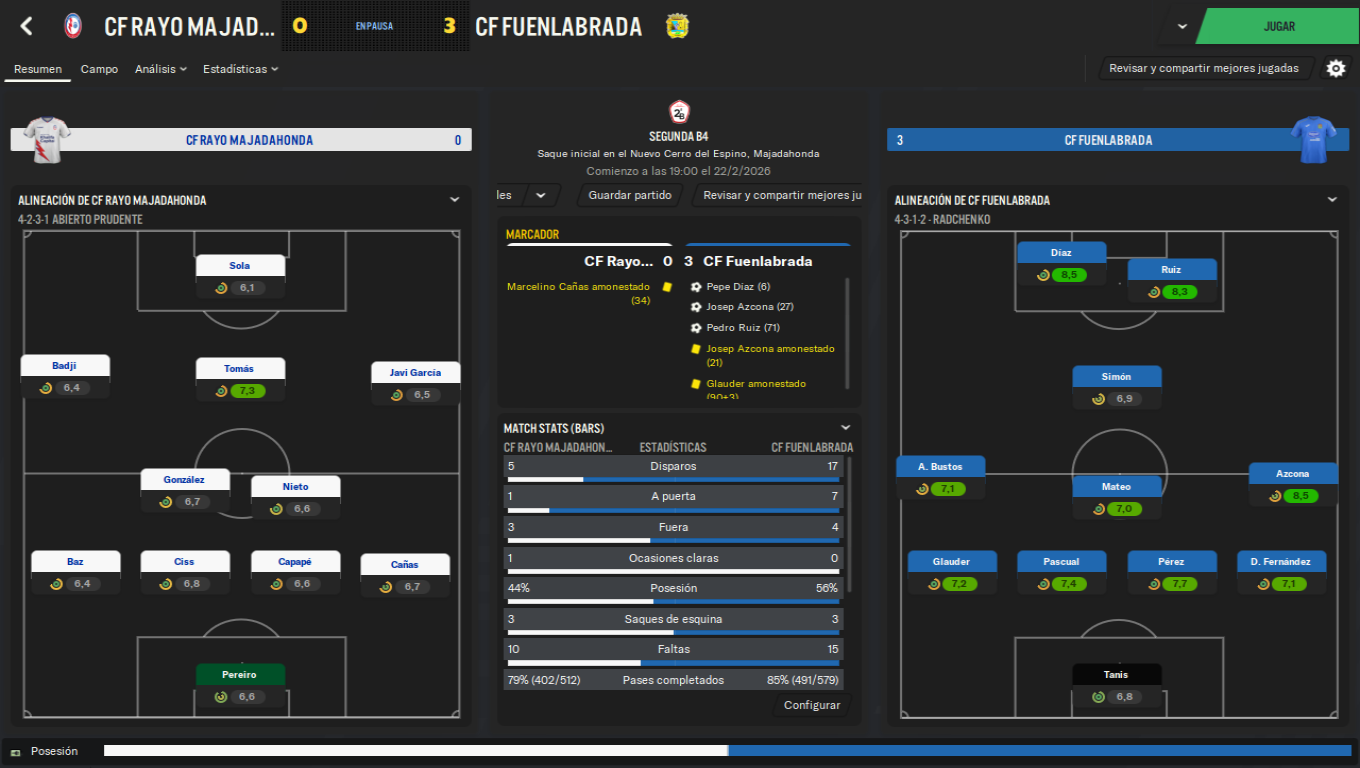 CF RAYO MAJAD...
0
EN PAUSA
3
CF FUENLABRADA
JUGAR
Resumen
Campo
Análisis
Estadísticas
Revisar y compartir mejores jugadas
CF RAYO MAJADAHONDA
0
2ªB
SEGUNDA B4
Saque inicial en el Nuevo Cerro del Espino, Majadahonda
Comienzo a las 19:00 el 22/2/2026
les
Guardar partido
Revisar y compartir mejores ju
3
CF FUENLABRADA
ALINEACIÓN DE CF RAYO MAJADAHONDA
4-2-3-1 ABIERTO PRUDENTE
Sola
6,1
Badji
6,4
Tomás
7,3
Javi García
6,5
González
6,7
Nieto
6,6
Baz
6,4
Ciss
6,8
Capapé
6,6
Cañas
6,7
Pereiro
6,6
MARCADOR
CF Rayo...
0
3
CF Fuenlabrada
Marcelino Cañas amonestado
(34)
Pepe Díaz (6)
Josep Azcona (27)
Pedro Ruiz (71)
Josep Azcona amonestado
(21)
Glauder amonestado
(90+3)
MATCH STATS (BARS)
CF RAYO MAJADAHON...
ESTADÍSTICAS
CF FUENLABRADA
5 Disparos 17
1 A puerta 7
3 Fuera 4
1 Ocasiones claras 0
44% Posesión 56%
3 Saques de esquina 3
10 Faltas 15
79% (402/512) Pases completados 85% (491/579)
Configurar
ALINEACIÓN DE CF FUENLABRADA
4-3-1-2 - RADCHENKO
Díaz
8,5
Ruiz
8,3
Simón
6,9
A. Bustos
7,1
Mateo
7,0
Azcona
8,5
Glauder
7,2
Pascual
7,4
Pérez
7,7
D. Fernández
7,1
Tanis
6,8
Posesión